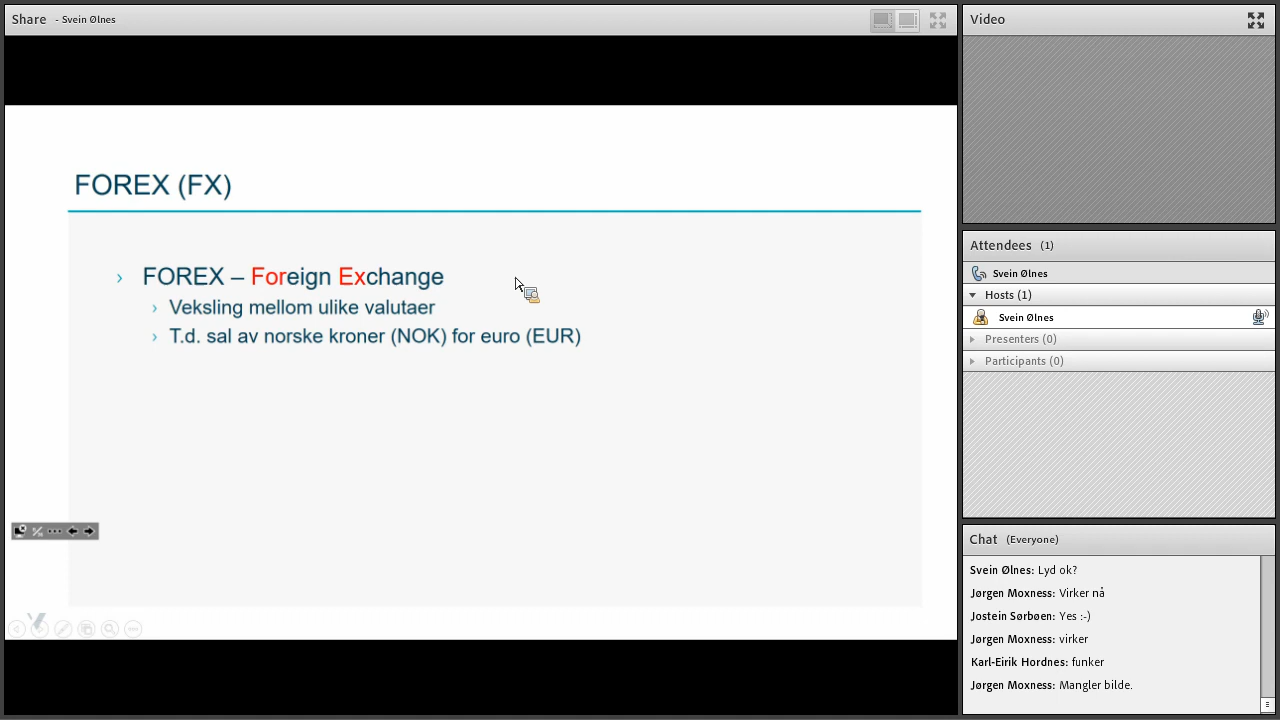 Share - Svein Ølnes
FOREX (FX)
› FOREX – Foreign Exchange
› Veksling mellom ulike valutaer
› T.d. sal av norske kroner (NOK) for euro (EUR)
Video
Attendees (1)
Svein Ølnes
Hosts (1)
Svein Ølnes
Presenters (0)
Participants (0)
Chat (Everyone)
Svein Ølnes: Lyd ok?
Jørgen Moxness: Virker nå
Jostein Sørbøen: Yes :-)
Jørgen Moxness: virker
Karl-Eirik Hordnes: funker
Jørgen Moxness: Mangler bilde.